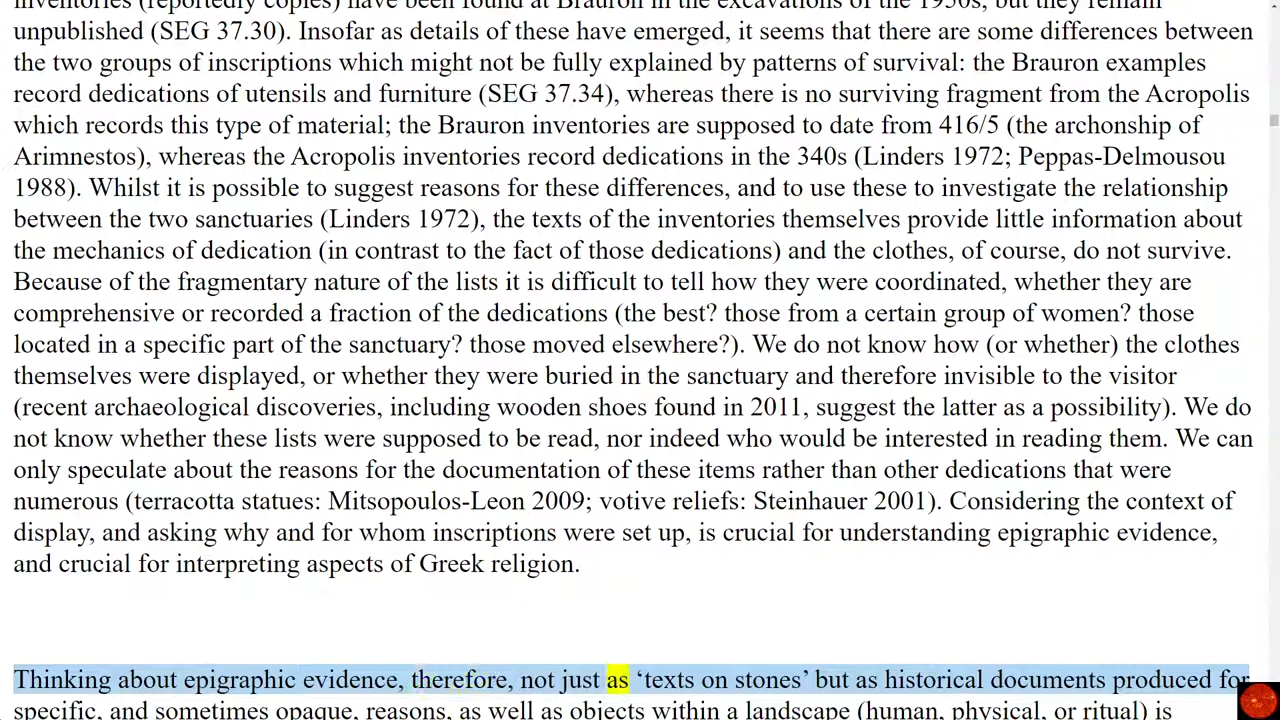 inventories (reportedly copies) have been found at Brauron in the excavations of the 1950s, but they remain
unpublished (SEG 37.30). Insofar as details of these have emerged, it seems that there are some differences between
the two groups of inscriptions which might not be fully explained by patterns of survival: the Brauron examples
record dedications of utensils and furniture (SEG 37.34), whereas there is no surviving fragment from the Acropolis
which records this type of material; the Brauron inventories are supposed to date from 416/5 (the archonship of
Arimnestos), whereas the Acropolis inventories record dedications in the 340s (Linders 1972; Peppas-Delmousou
1988). Whilst it is possible to suggest reasons for these differences, and to use these to investigate the relationship
between the two sanctuaries (Linders 1972), the texts of the inventories themselves provide little information about
the mechanics of dedication (in contrast to the fact of those dedications) and the clothes, of course, do not survive.
Because of the fragmentary nature of the lists it is difficult to tell how they were coordinated, whether they are
comprehensive or recorded a fraction of the dedications (the best? those from a certain group of women? those
located in a specific part of the sanctuary? those moved elsewhere?). We do not know how (or whether) the clothes
themselves were displayed, or whether they were buried in the sanctuary and therefore invisible to the visitor
(recent archaeological discoveries, including wooden shoes found in 2011, suggest the latter as a possibility). We do
not know whether these lists were supposed to be read, nor indeed who would be interested in reading them. We can
only speculate about the reasons for the documentation of these items rather than other dedications that were
numerous (terracotta statues: Mitsopoulos-Leon 2009; votive reliefs: Steinhauer 2001). Considering the context of
display, and asking why and for whom inscriptions were set up, is crucial for understanding epigraphic evidence,
and crucial for interpreting aspects of Greek religion.
Thinking about epigraphic evidence, therefore, not just as ‘texts on stones’ but as historical documents produced for
specific, and sometimes opaque, reasons, as well as objects within a landscape (human, physical, or ritual) is